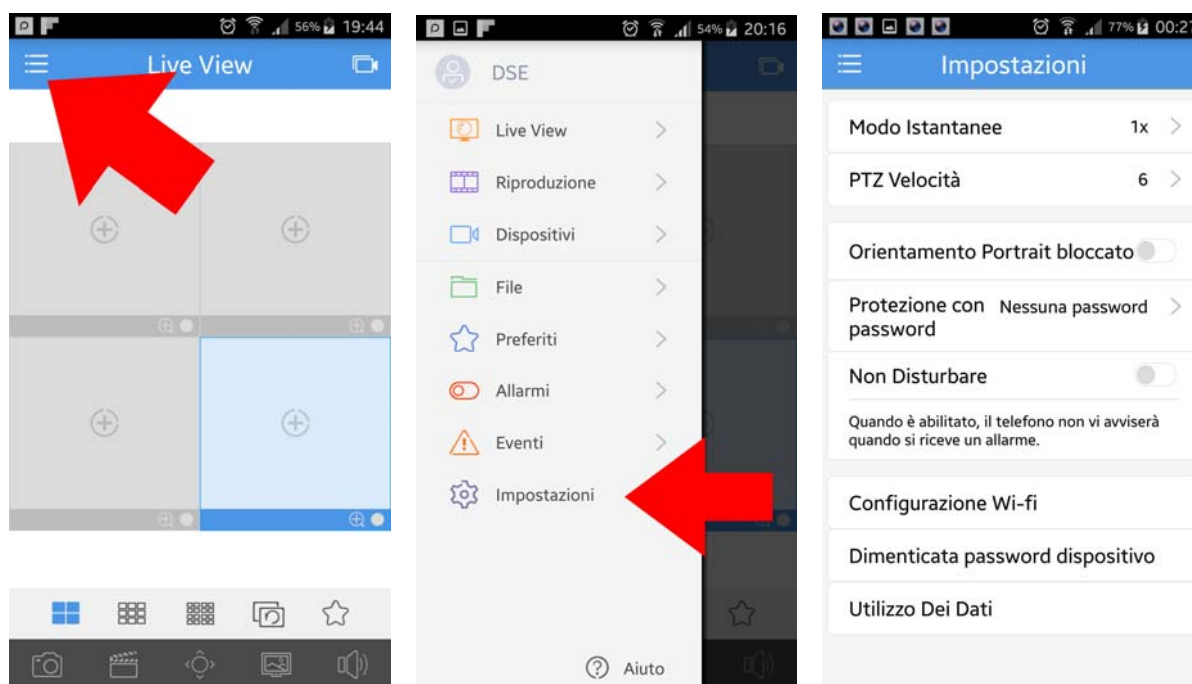 56% 19:44
Live View
54% 20:16
DSE
Live View
Riproduzione
Dispositivi
File
Preferiti
Allarmi
Eventi
Impostazioni
Aiuto
77% 00:27
Impostazioni
Modo Istantanee 1x
PTZ Velocità 6
Orientamento Portrait bloccato
Protezione con Nessuna password
password
Non Disturbare
Quando è abilitato, il telefono non vi avviserà
quando si riceve un allarme.
Configurazione Wi-fi
Dimenticata password dispositivo
Utilizzo Dei Dati